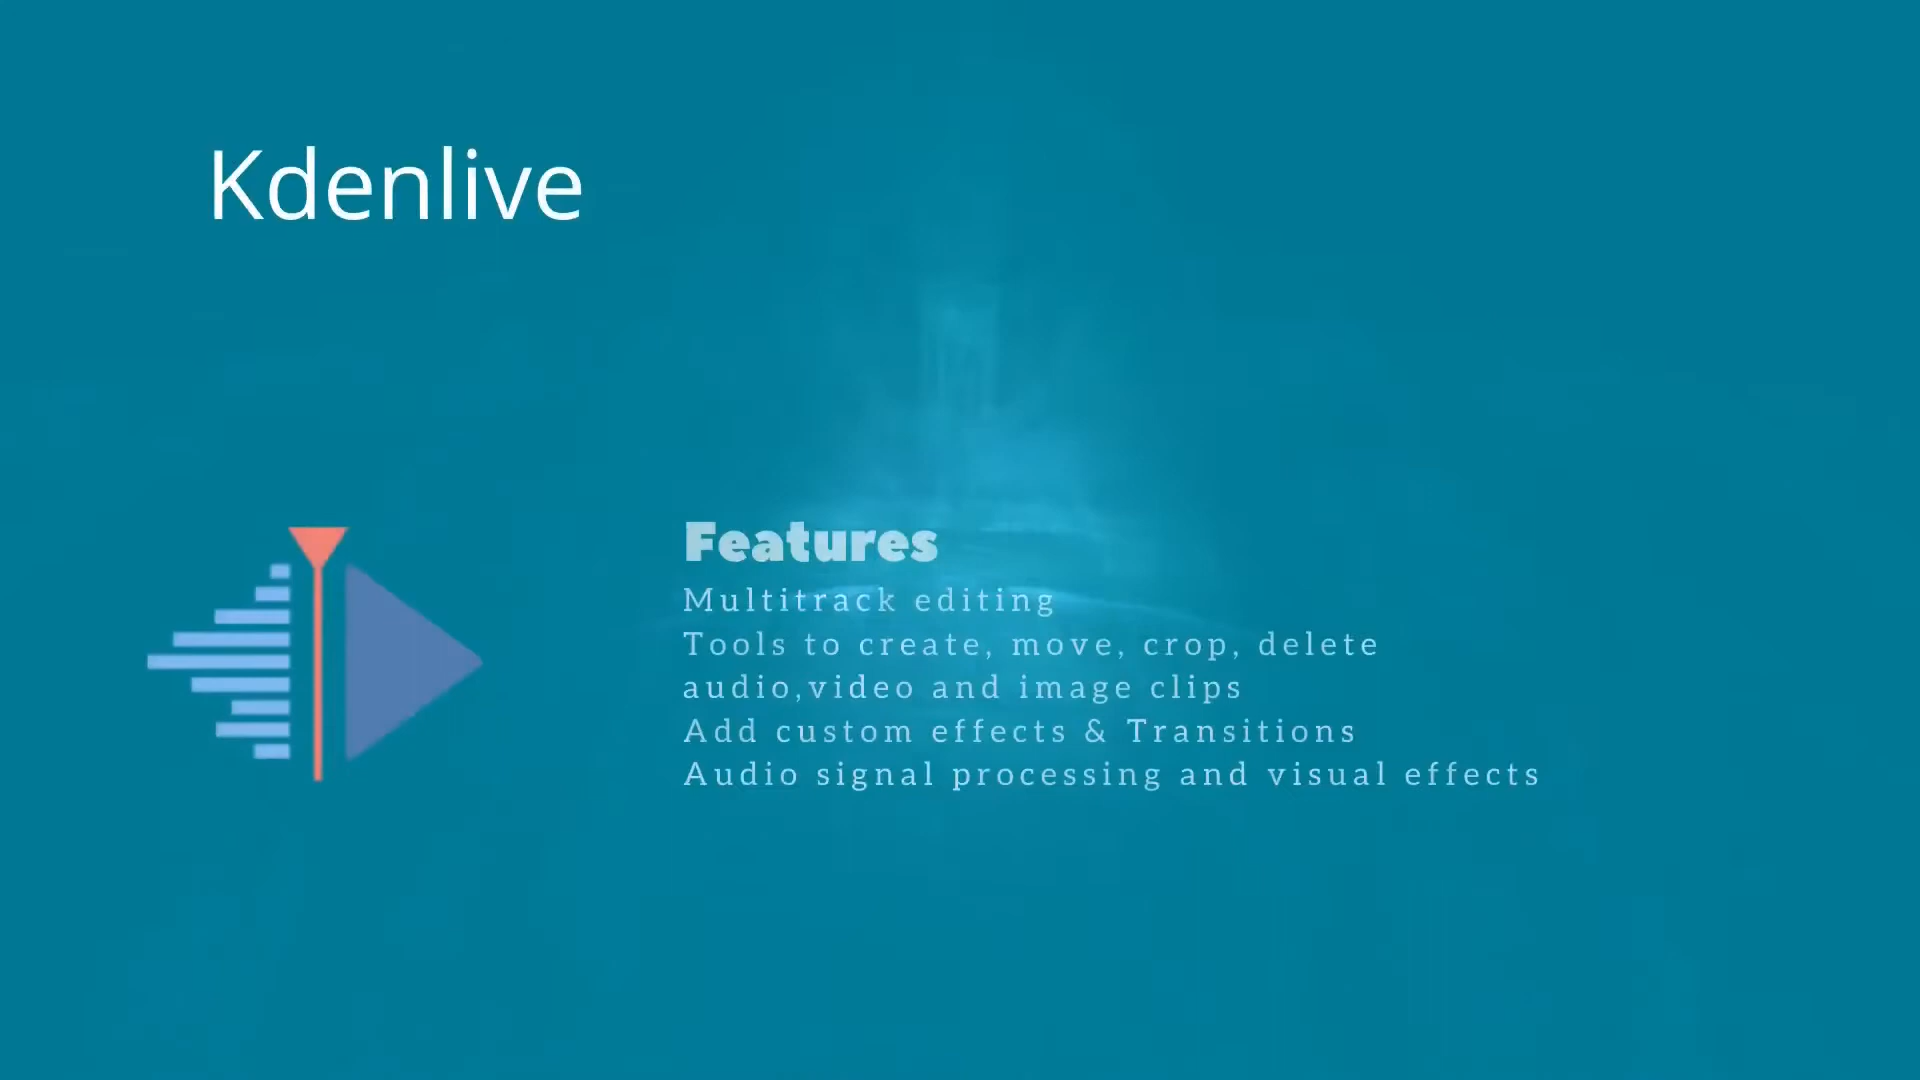 Kdenlive
Features
Multitrack editing
Tools to create, move, crop, delete
audio,video and image clips
Add custom effects & Transitions
Audio signal processing and visual effects